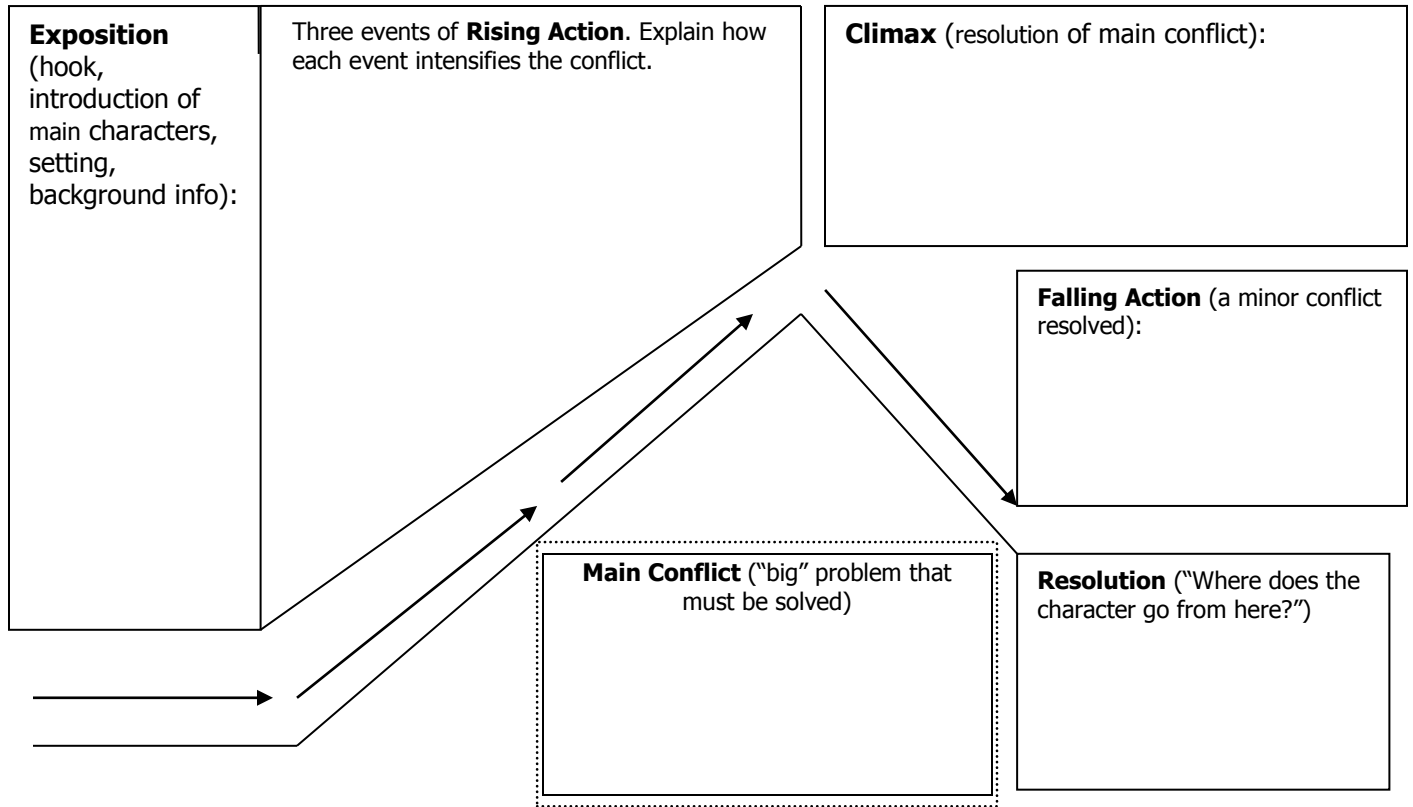 Exposition
(hook,
introduction of
main characters,
setting,
background info):
Three events of Rising Action. Explain how
each event intensifies the conflict.
Climax (resolution of main conflict):
Falling Action (a minor conflict
resolved):
Main Conflict (“big” problem that
must be solved)
Resolution (“Where does the
character go from here?”)